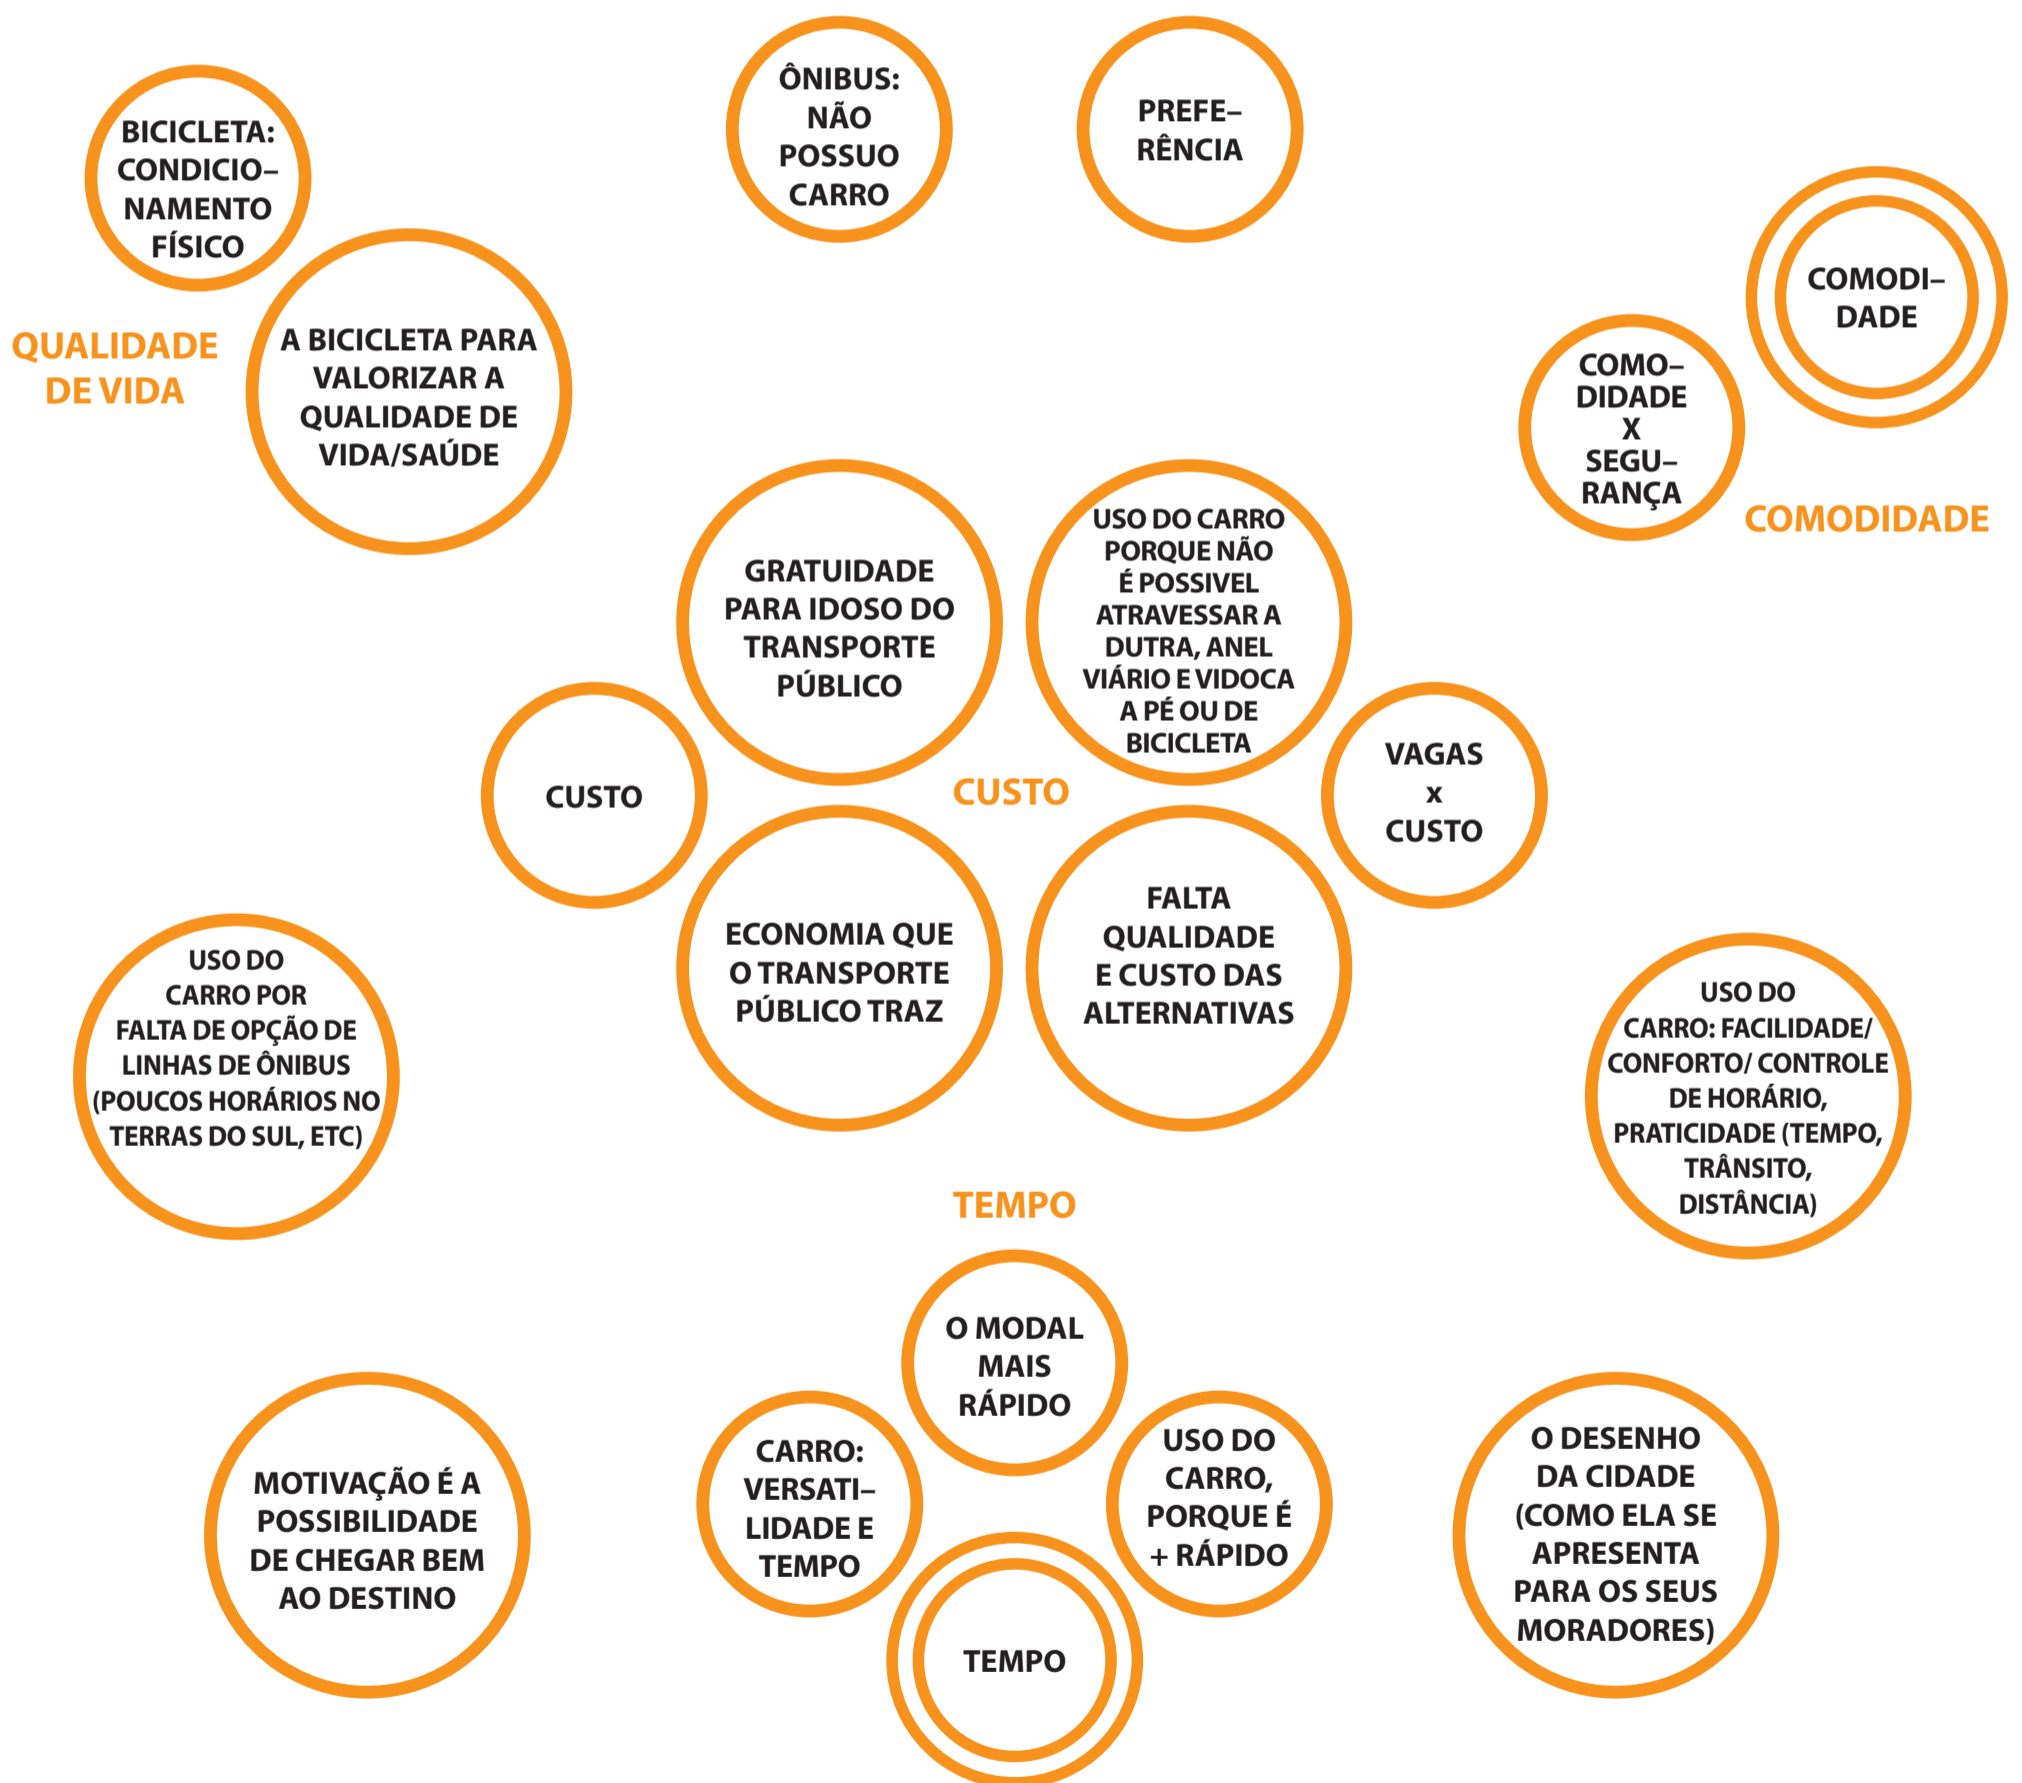 ÔNIBUS:
NÃO
POSSUO
CARRO
PREFE–
RÊNCIA
BICICLETA:
CONDICIO–
NAMENTO
FÍSICO
QUALIDADE
DE VIDA
A BICICLETA PARA
VALORIZAR A
QUALIDADE DE
VIDA/SAÚDE
COMODI–
DADE
COMO–
DIDADE
X
SEGU–
RANÇA
COMODIDADE
GRATUIDADE
PARA IDOSO DO
TRANSPORTE
PÚBLICO
USO DO CARRO
PORQUE NÃO
É POSSIVEL
ATRAVESSAR A
DUTRA, ANEL
VIÁRIO E VIDOCA
A PÉ OU DE
BICICLETA
CUSTO
CUSTO
VAGAS
x
CUSTO
ECONOMIA QUE
O TRANSPORTE
PÚBLICO TRAZ
FALTA
QUALIDADE
E CUSTO DAS
ALTERNATIVAS
USO DO
CARRO POR
FALTA DE OPÇÃO DE
LINHAS DE ÔNIBUS
(POUCOS HORÁRIOS NO
TERRAS DO SUL, ETC)
USO DO
CARRO: FACILIDADE/
CONFORTO/ CONTROLE
DE HORÁRIO,
PRATICIDADE (TEMPO,
TRÂNSITO,
DISTÂNCIA)
TEMPO
O MODAL
MAIS
RÁPIDO
CARRO:
VERSATI–
LIDADE E
TEMPO
USO DO
CARRO,
PORQUE É
+ RÁPIDO
TEMPO
MOTIVAÇÃO É A
POSSIBILIDADE
DE CHEGAR BEM
AO DESTINO
O DESENHO
DA CIDADE
(COMO ELA SE
APRESENTA
PARA OS SEUS
MORADORES)